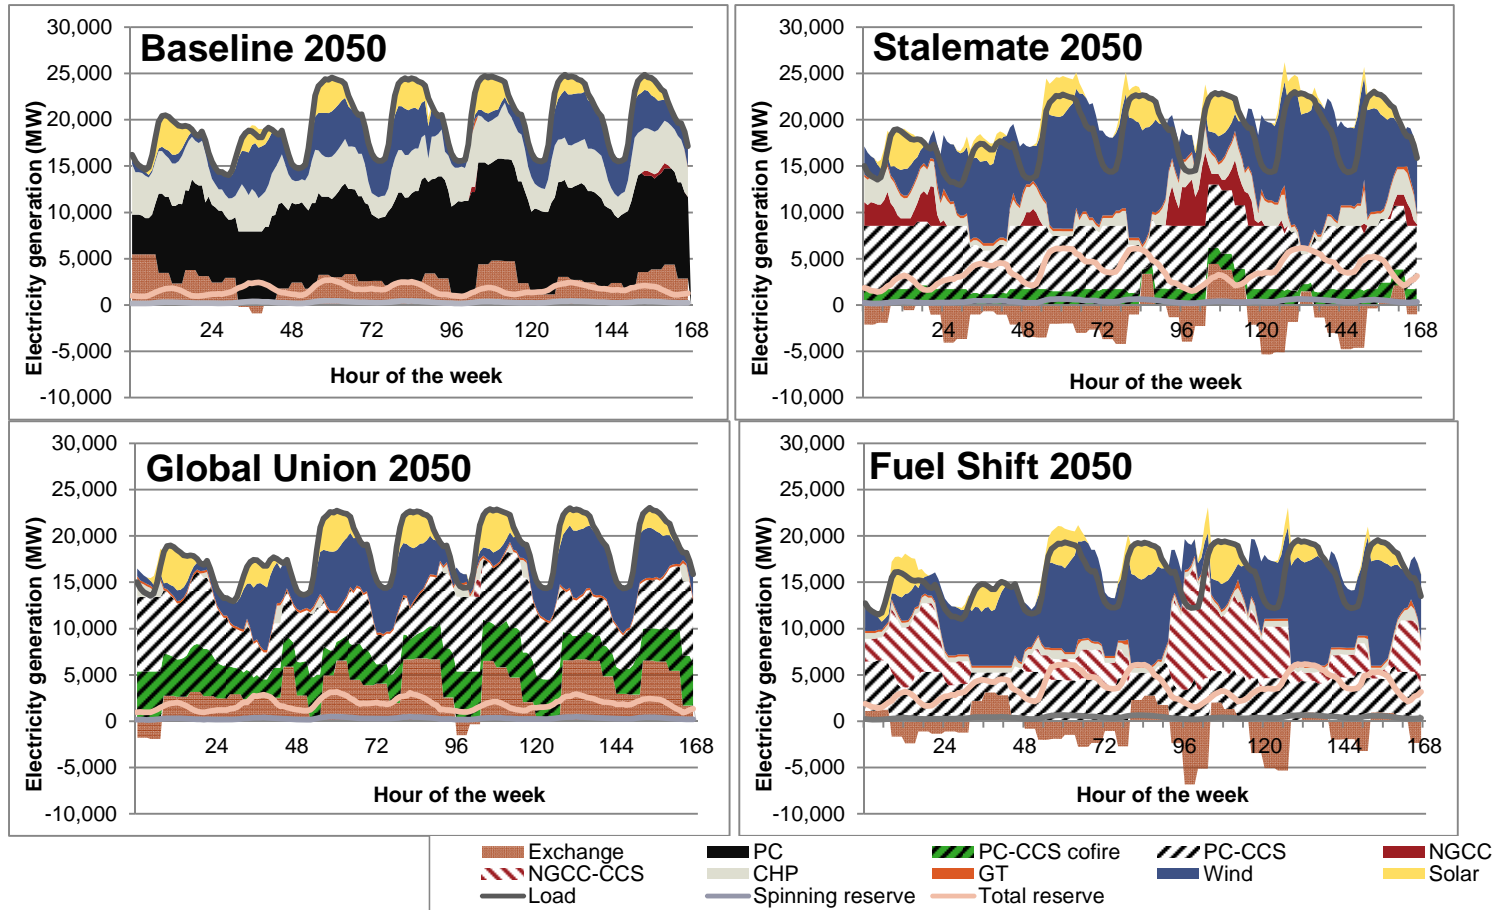 Baseline 2050
30,000
25,000
20,000
15,000
10,000
5,000
0
-5,000
-10,000
Electricity generation (MW)
24 48 72 96 120 144 168
Hour of the week
Stalemate 2050
30,000
25,000
20,000
15,000
10,000
5,000
0
-5,000
-10,000
Electricity generation (MW)
24 48 72 96 120 144 168
Hour of the week
Global Union 2050
30,000
25,000
20,000
15,000
10,000
5,000
0
-5,000
-10,000
Electricity generation (MW)
24 48 72 96 120 144 168
Hour of the week
Fuel Shift 2050
30,000
25,000
20,000
15,000
10,000
5,000
0
-5,000
-10,000
Electricity generation (MW)
24 48 72 96 120 144 168
Hour of the week
Exchange PC PC-CCS cofire PC-CCS NGCC
NGCC-CCS CHP GT Wind Solar
Load Spinning reserve Total reserve